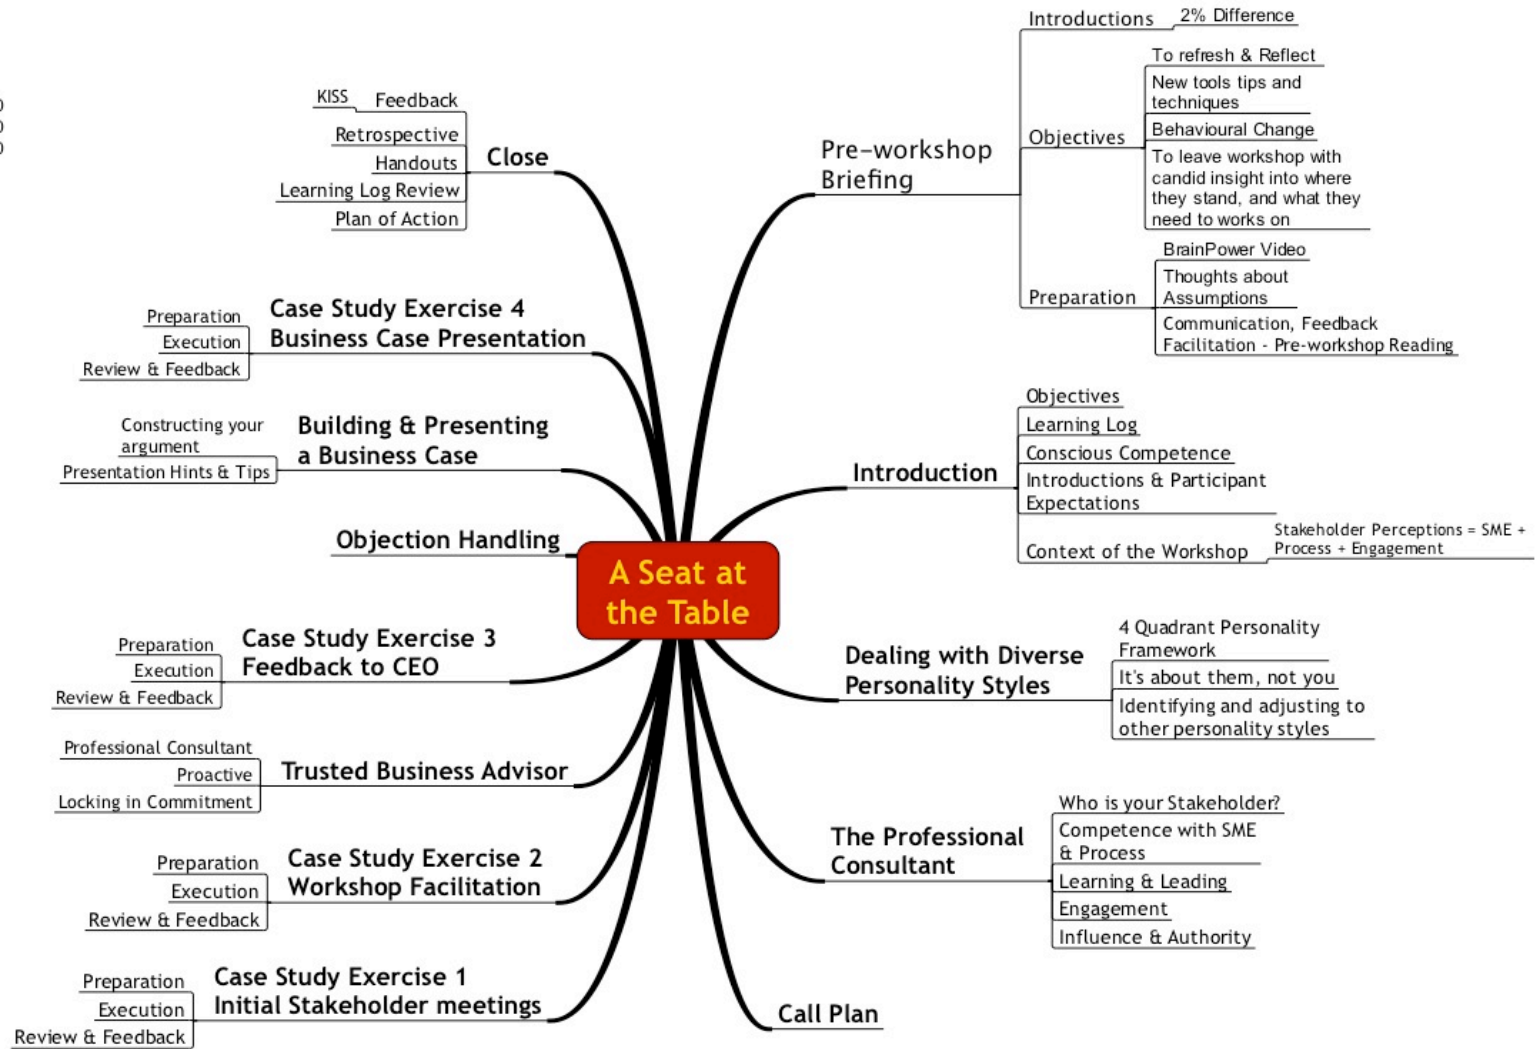 A Seat at
the Table
Pre-workshop
Briefing
Introductions
2% Difference
Objectives
To refresh & Reflect
New tools tips and
techniques
Behavioural Change
To leave workshop with
candid insight into where
they stand, and what they
need to works on
Preparation
BrainPower Video
Thoughts about
Assumptions
Communication, Feedback
Facilitation - Pre-workshop Reading
Introduction
Objectives
Learning Log
Conscious Competence
Introductions & Participant
Expectations
Context of the Workshop
Stakeholder Perceptions = SME +
Process + Engagement
Dealing with Diverse
Personality Styles
4 Quadrant Personality
Framework
It's about them, not you
Identifying and adjusting to
other personality styles
The Professional
Consultant
Who is your Stakeholder?
Competence with SME
& Process
Learning & Leading
Engagement
Influence & Authority
Call Plan
Case Study Exercise 1
Initial Stakeholder meetings
Preparation
Execution
Review & Feedback
Case Study Exercise 2
Workshop Facilitation
Preparation
Execution
Review & Feedback
Trusted Business Advisor
Professional Consultant
Proactive
Locking in Commitment
Case Study Exercise 3
Feedback to CEO
Preparation
Execution
Review & Feedback
Objection Handling
Building & Presenting
a Business Case
Constructing your
argument
Presentation Hints & Tips
Case Study Exercise 4
Business Case Presentation
Preparation
Execution
Review & Feedback
Close
Feedback
KISS
Retrospective
Handouts
Learning Log Review
Plan of Action